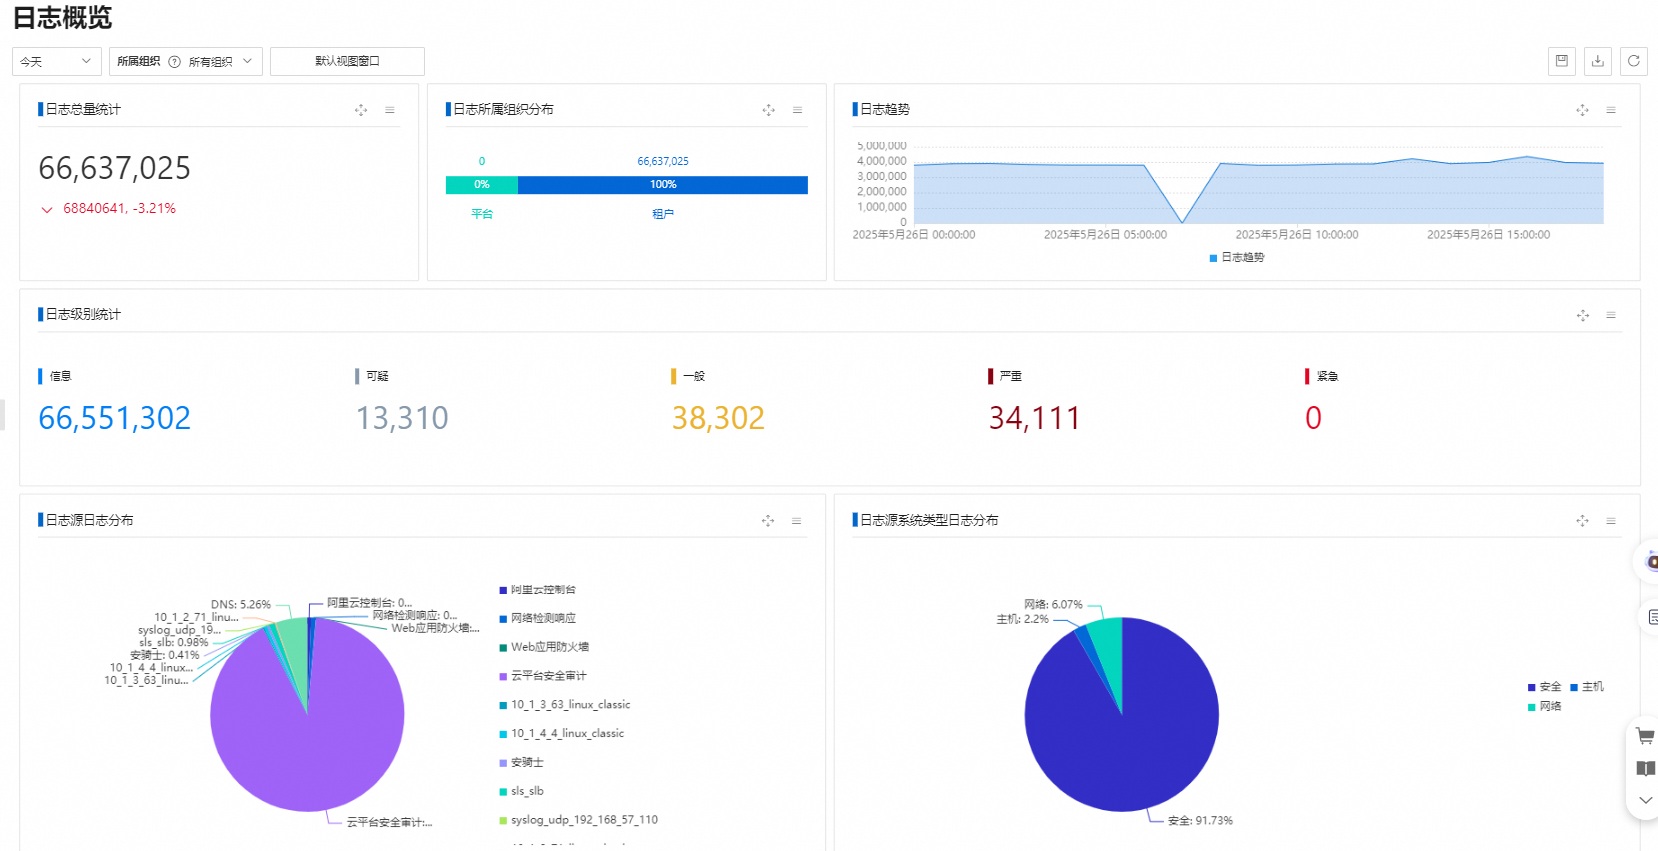 日志概览
今天
所属组织 ? 所有组织
默认视图窗口
日志总量统计
66,637,025
68840641, -3.21%
日志所属组织分布
0 66,637,025
0% 100%
平台 租户
日志趋势
5,000,000
4,000,000
3,000,000
2,000,000
1,000,000
0
2025年5月26日 00:00:00 2025年5月26日 05:00:00 2025年5月26日 10:00:00 2025年5月26日 15:00:00
日志趋势
日志级别统计
信息 可疑 一般 严重 紧急
66,551,302 13,310 38,302 34,111 0
日志源日志分布
DNS: 5.26%
10_1_2_71_linu...
syslog_udp_19...
sls_slb: 0.98%
安骑士: 0.41%
10_1_4_4_linux...
10_1_3_63_linu...
阿里云控制台: 0...
网络检测响应: 0...
Web应用防火墙:...
云平台安全审计:...
阿里云控制台
网络检测响应
Web应用防火墙
云平台安全审计
10_1_3_63_linux_classic
10_1_4_4_linux_classic
安骑士
sls_slb
syslog_udp_192_168_57_110
日志源系统类型日志分布
网络: 6.07%
主机: 2.2%
安全: 91.73%
安全 主机
网络